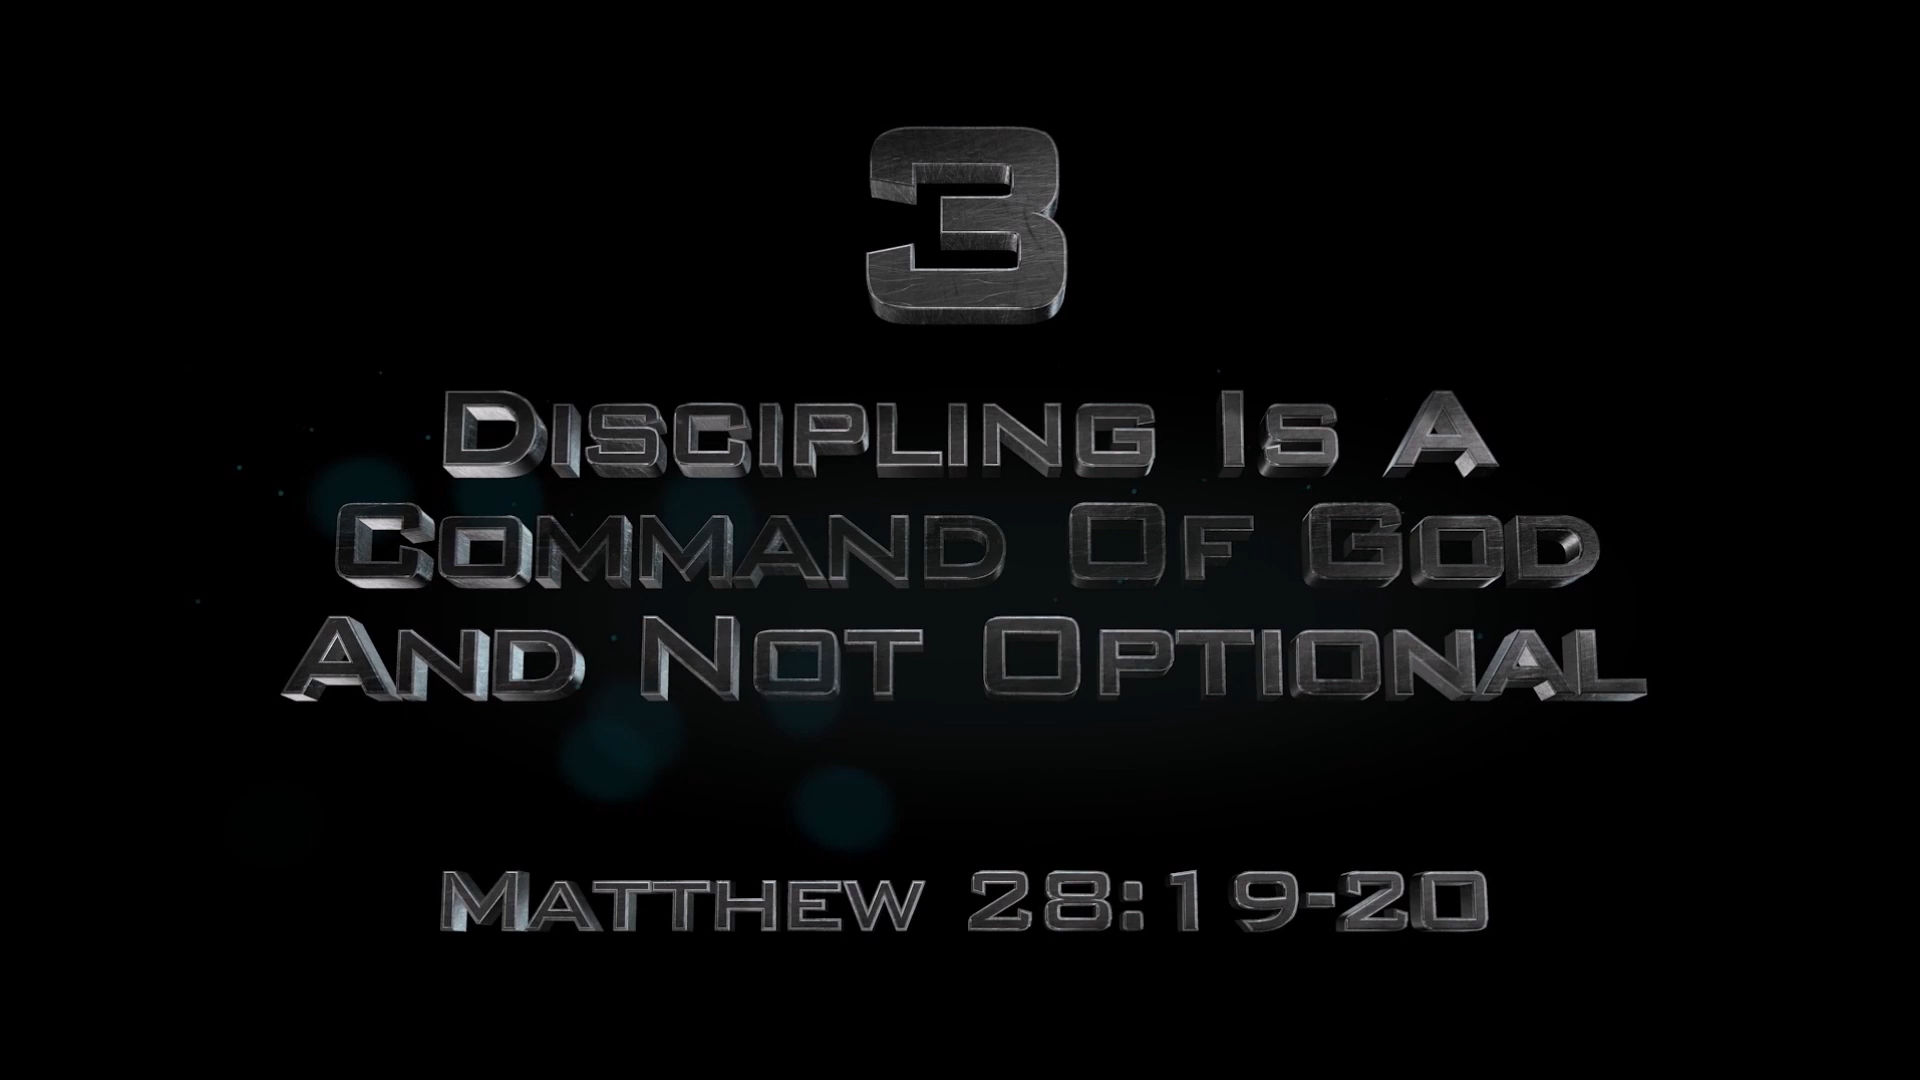 3
Discipling Is A
Command Of God
And Not Optional
Matthew 28:19-20